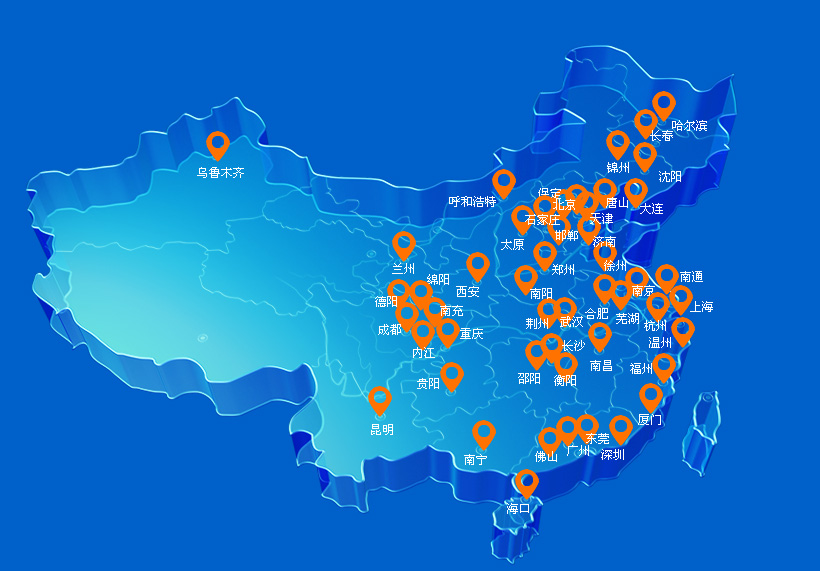 哈尔滨
长春
锦州
沈阳
乌鲁木齐
保定
呼和浩特
北京
唐山
大连
石家庄
天津
邯郸
太原
济南
兰州
徐州
郑州
绵阳
西安
南通
南阳
南京
德阳
上海
南充
合肥
芜湖
荆州
武汉
杭州
成都
重庆
温州
内江
长沙
南昌
福州
邵阳
衡阳
贵阳
厦门
昆明
东莞
广州
深圳
佛山
南宁
海口